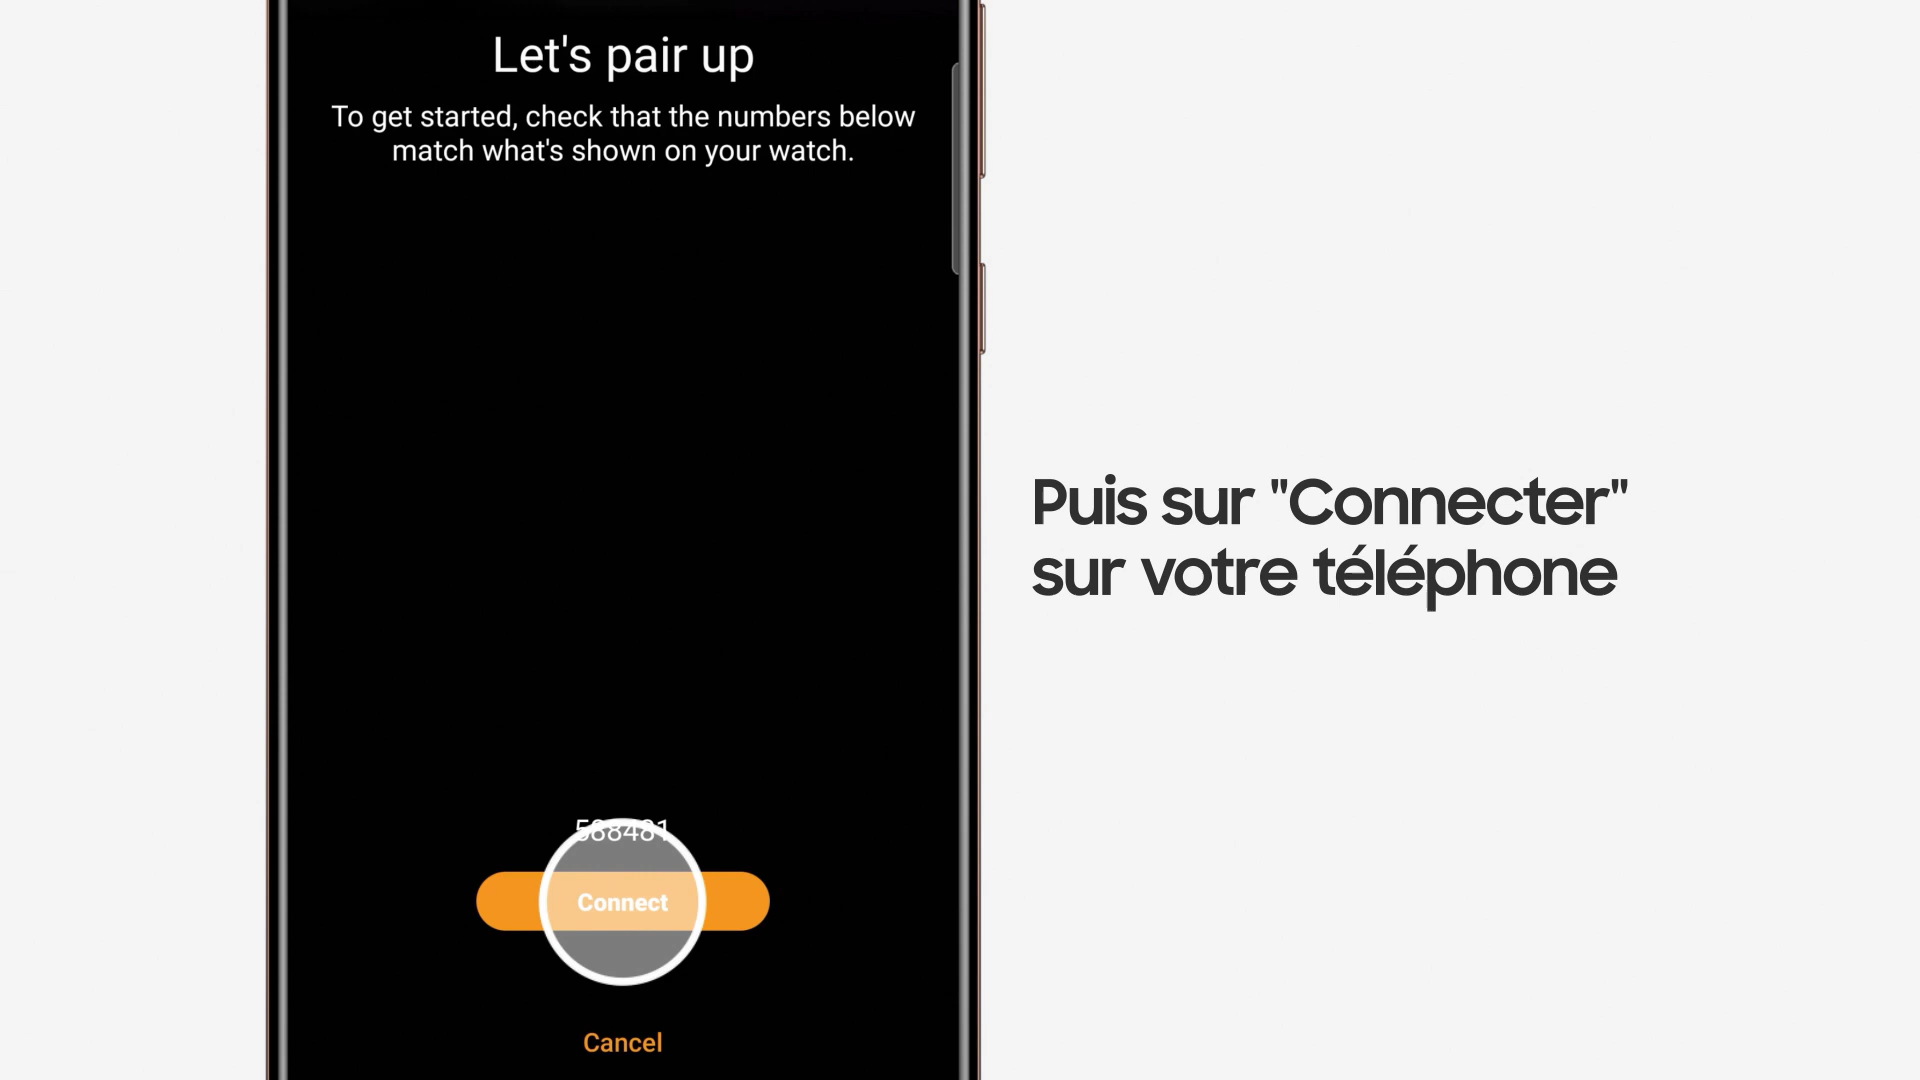 Let's pair up
To get started, check that the numbers below
match what's shown on your watch.
Puis sur "Connecter"
sur votre téléphone
588481
Connect
Cancel